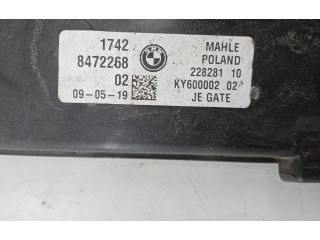 1742
8472268
02
09-05-19
MAHLE
POLAND
228281 10
KY600002 02
JE GATE